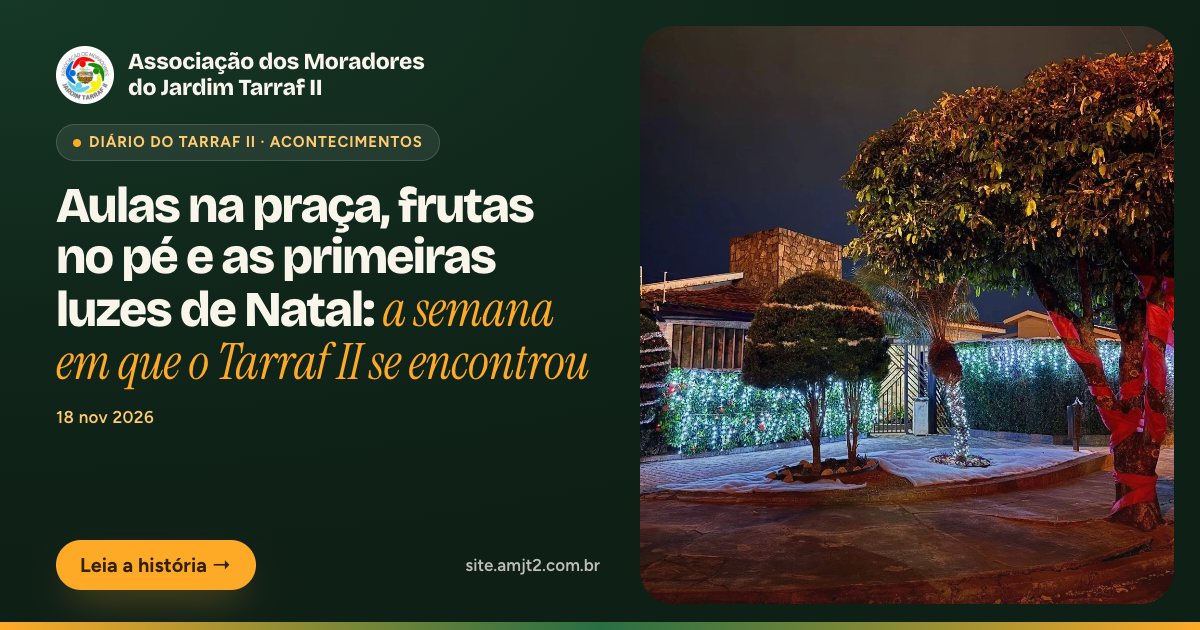 Associação dos Moradores
do Jardim Tarraf II
DIÁRIO DO TARRAF II · ACONTECIMENTOS
Aulas na praça, frutas
no pé e as primeiras
luzes de Natal: a semana
em que o Tarraf II se encontrou
18 nov 2026
Leia a história →
site.amjt2.com.br